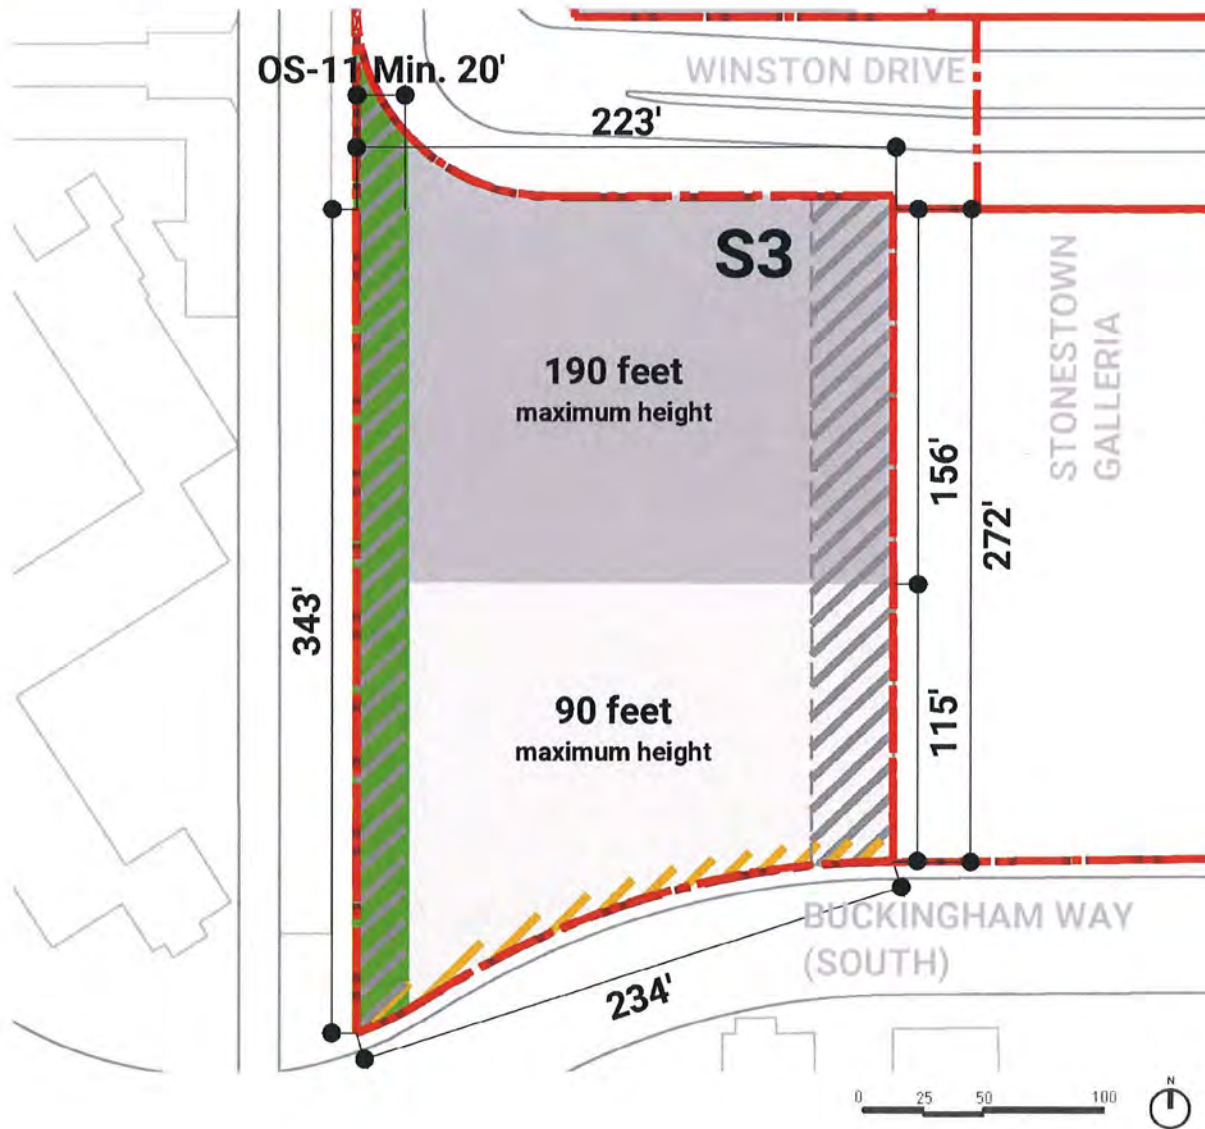 OS-11 Min. 20'
WINSTON DRIVE
223'
S3
STONESTOWN
GALLERIA
190 feet
maximum height
156'
272'
343'
90 feet
maximum height
115'
BUCKINGHAM WAY
(SOUTH)
234'
0 25 50 100
N